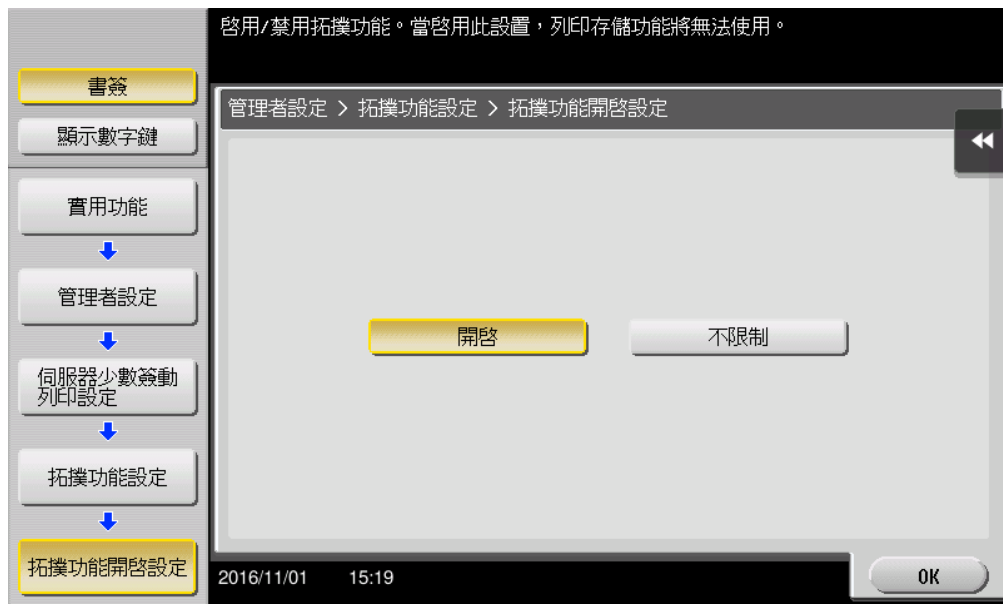 啓用/禁用拓撲功能。當啓用此設置，列印存儲功能將無法使用。
書簽
顯示數字鍵
管理者設定 > 拓撲功能設定 > 拓撲功能開啓設定
實用功能
管理者設定
伺服器少數簽動
列印設定
拓撲功能設定
拓撲功能開啓設定
開啓
不限制
2016/11/01 15:19
OK